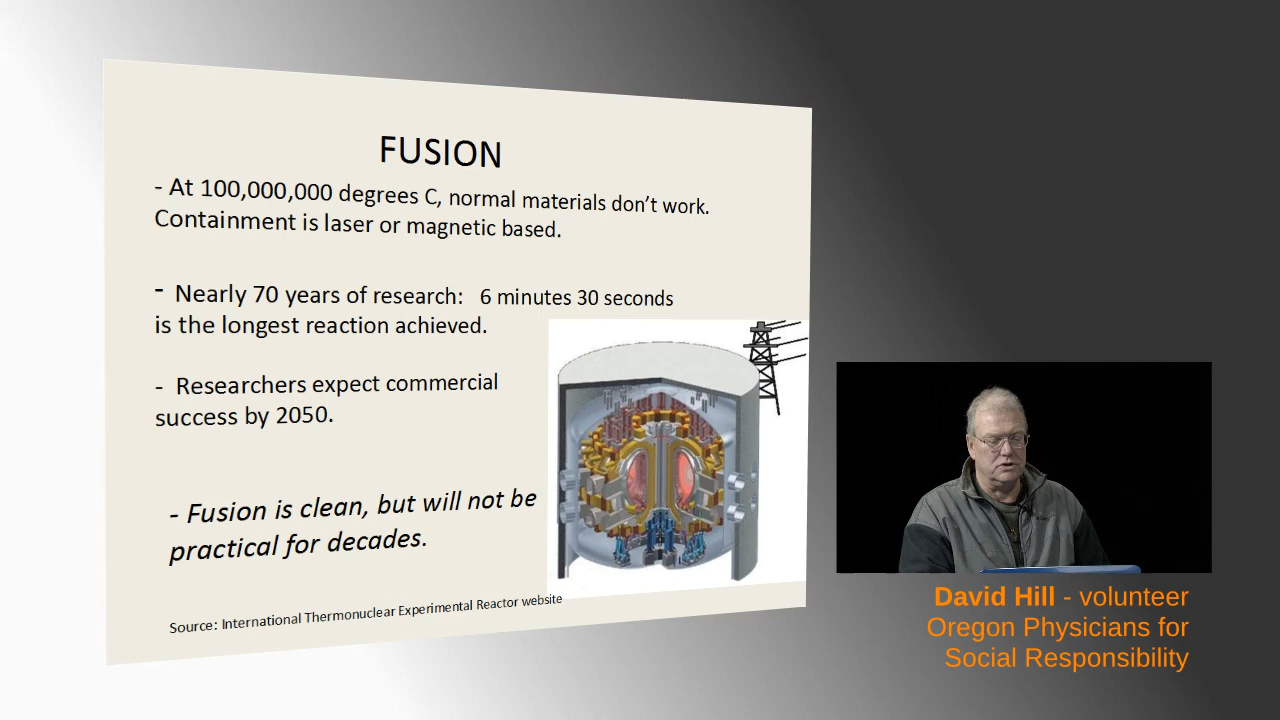 FUSION
- At 100,000,000 degrees C, normal materials don't work.
Containment is laser or magnetic based.
- Nearly 70 years of research: 6 minutes 30 seconds
is the longest reaction achieved.
- Researchers expect commercial
success by 2050.
- Fusion is clean, but will not be
practical for decades.
Source: International Thermonuclear Experimental Reactor website
David Hill - volunteer
Oregon Physicians for
Social Responsibility